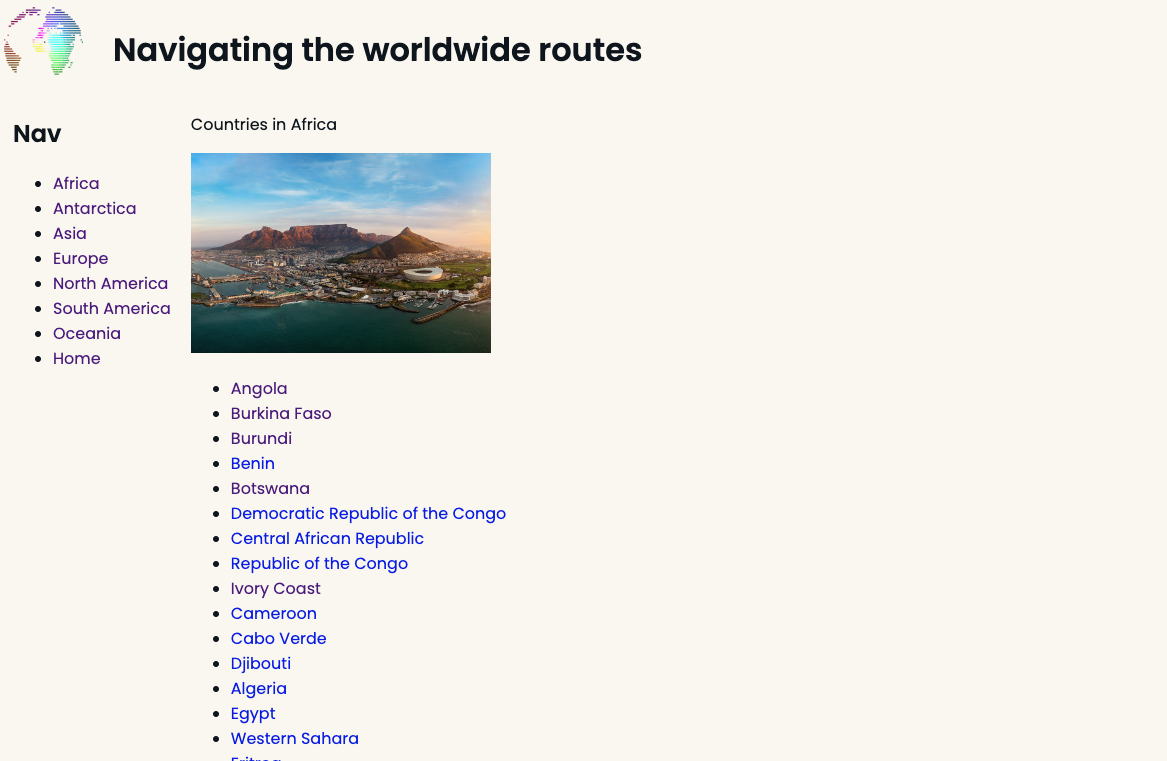 Navigating the worldwide routes
Nav
Africa
Antarctica
Asia
Europe
North America
South America
Oceania
Home
Countries in Africa
Angola
Burkina Faso
Burundi
Benin
Botswana
Democratic Republic of the Congo
Central African Republic
Republic of the Congo
Ivory Coast
Cameroon
Cabo Verde
Djibouti
Algeria
Egypt
Western Sahara
Eritrea